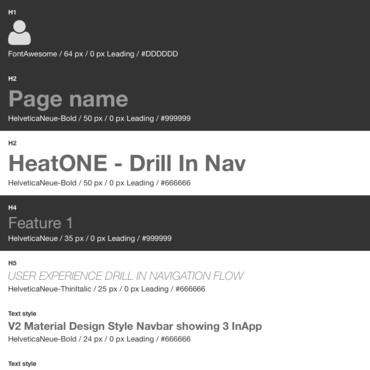 H1
FontAwesome / 64 px / 0 px Leading / #DDDDDD
H2
Page name
HelveticaNeue-Bold / 50 px / 0 px Leading / #999999
H2
HeatONE - Drill In Nav
HelveticaNeue-Bold / 50 px / 0 px Leading / #666666
H4
Feature 1
HelveticaNeue / 35 px / 0 px Leading / #999999
H5
USER EXPERIENCE DRILL IN NAVIGATION FLOW
HelveticaNeue-ThinItalic / 25 px / 0 px Leading / #666666
Text style
V2 Material Design Style Navbar showing 3 InApp
HelveticaNeue-Bold / 24 px / 0 px Leading / #666666
Text style